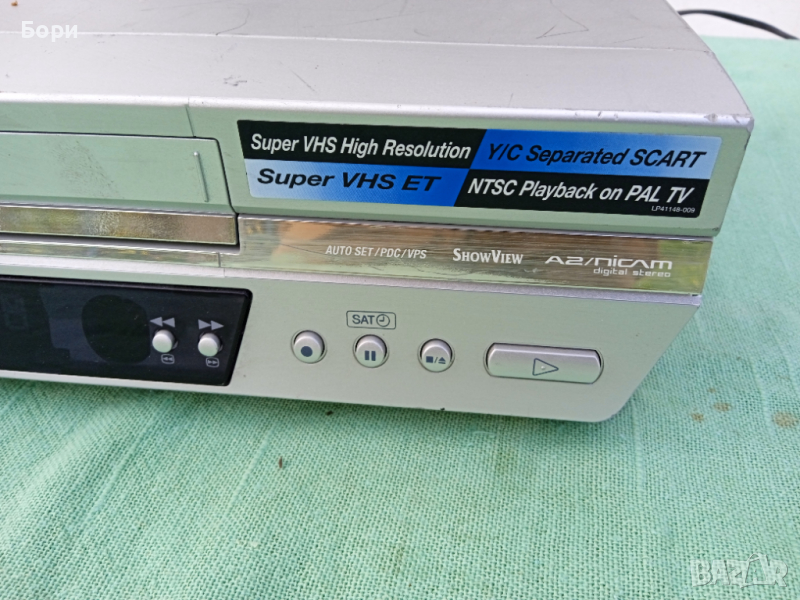 Бори
Super VHS High Resolution
Y/C Separated SCART
Super VHS ET
NTSC Playback on PAL TV
LP41148-009
AUTO SET/PDC/VPS
SHOWVIEW
A2/NICAM
digital stereo
SAT
BAZAR